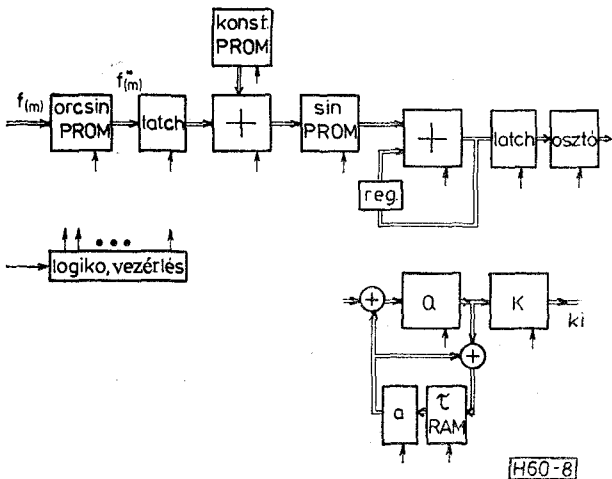 konst.
PROM
f(m)
f*(m)
orcsin
PROM
latch
+
sin
PROM
+
latch
osztó
reg.
logiko, vezérlés
+
Q
K
ki
+
a
τ
RAM
H60-8